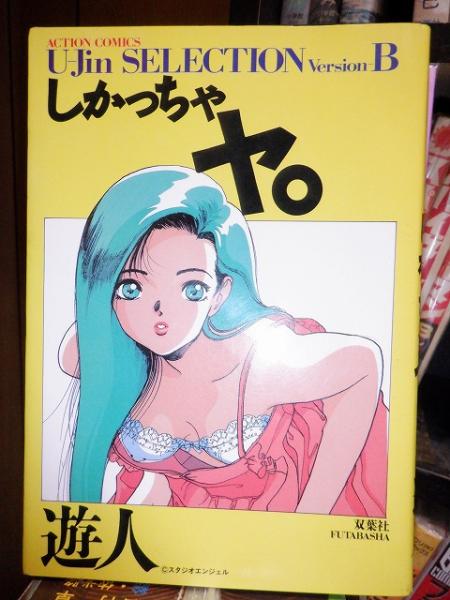 ACTION COMICS
U-Jin SELECTION Version-B
しかっちゃ
ヤ。
双葉社
FUTABASHA
遊人
©スタジオエンジェル